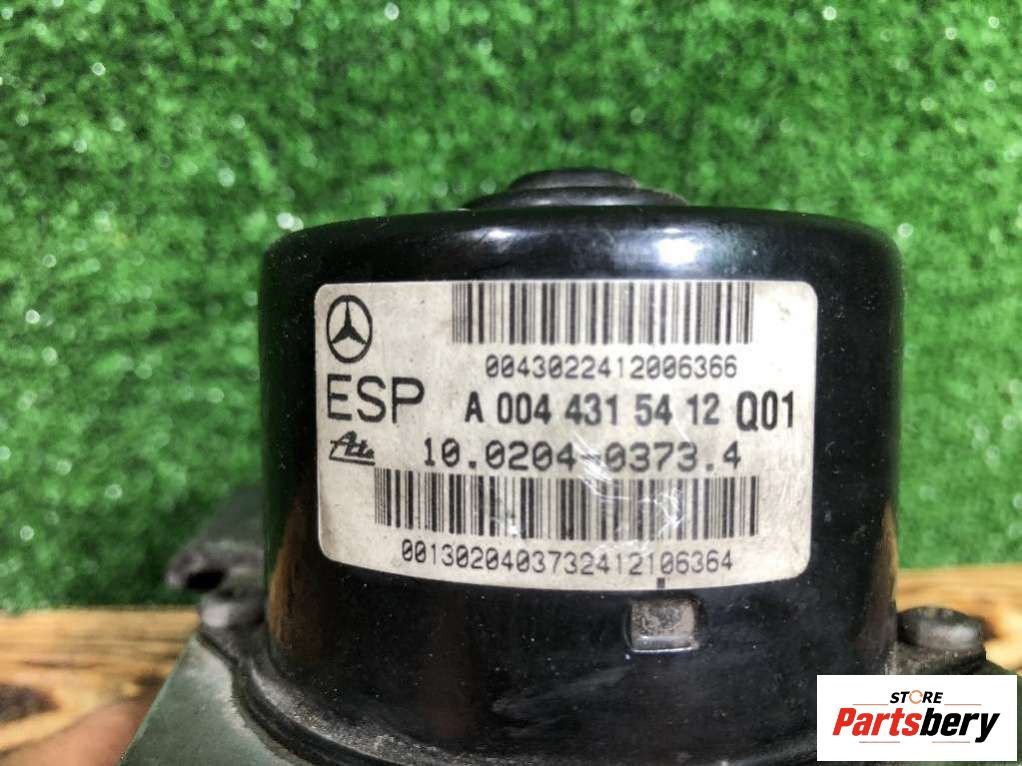 0043022412006366
ESP A 004 431 54 12 Q01
Ate 10.0204-0373.4
0013020403732412106364
STORE
Partsbery